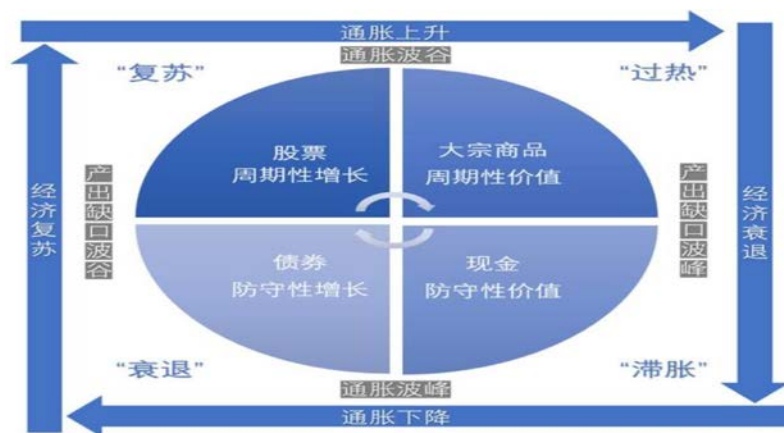 通胀上升
通胀波谷
“复苏”
“过热”
股票
周期性增长
大宗商品
周期性价值
经济复苏
产出缺口波谷
产出缺口波峰
经济衰退
债券
防守性增长
现金
防守性价值
“衰退”
“滞胀”
通胀波峰
通胀下降